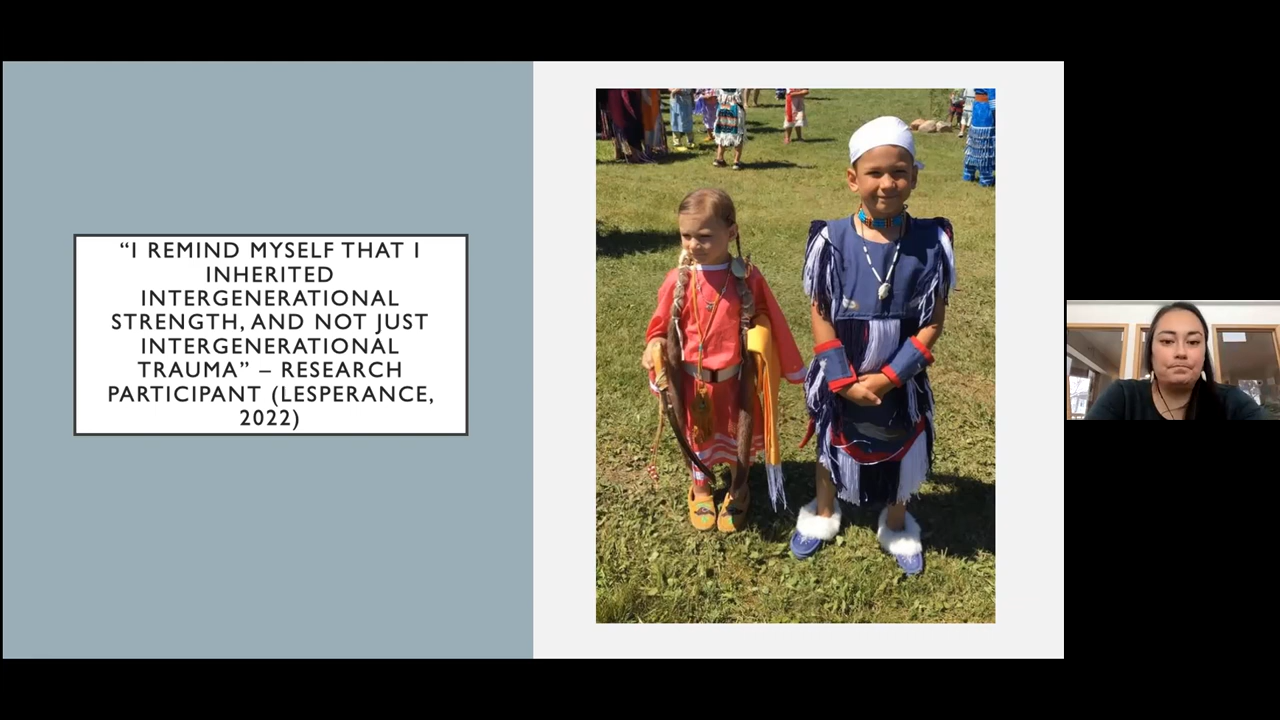 “I REMIND MYSELF THAT I
INHERITED
INTERGENERATIONAL
STRENGTH, AND NOT JUST
INTERGENERATIONAL
TRAUMA” – RESEARCH
PARTICIPANT (LESPERANCE,
2022)